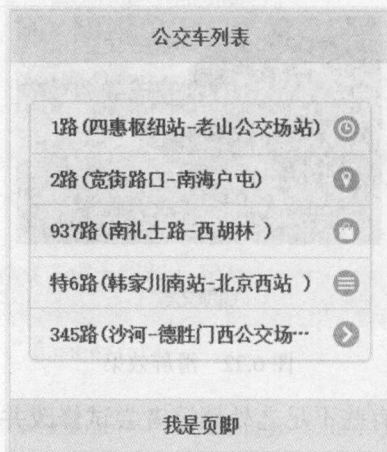 公交车列表
1路(四惠枢纽站-老山公交场站)
2路(宽街路口-南海户屯)
937路(南礼士路-西胡林 )
特6路(韩家川南站-北京西站 )
345路(沙河-德胜门西公交场…
我是页脚